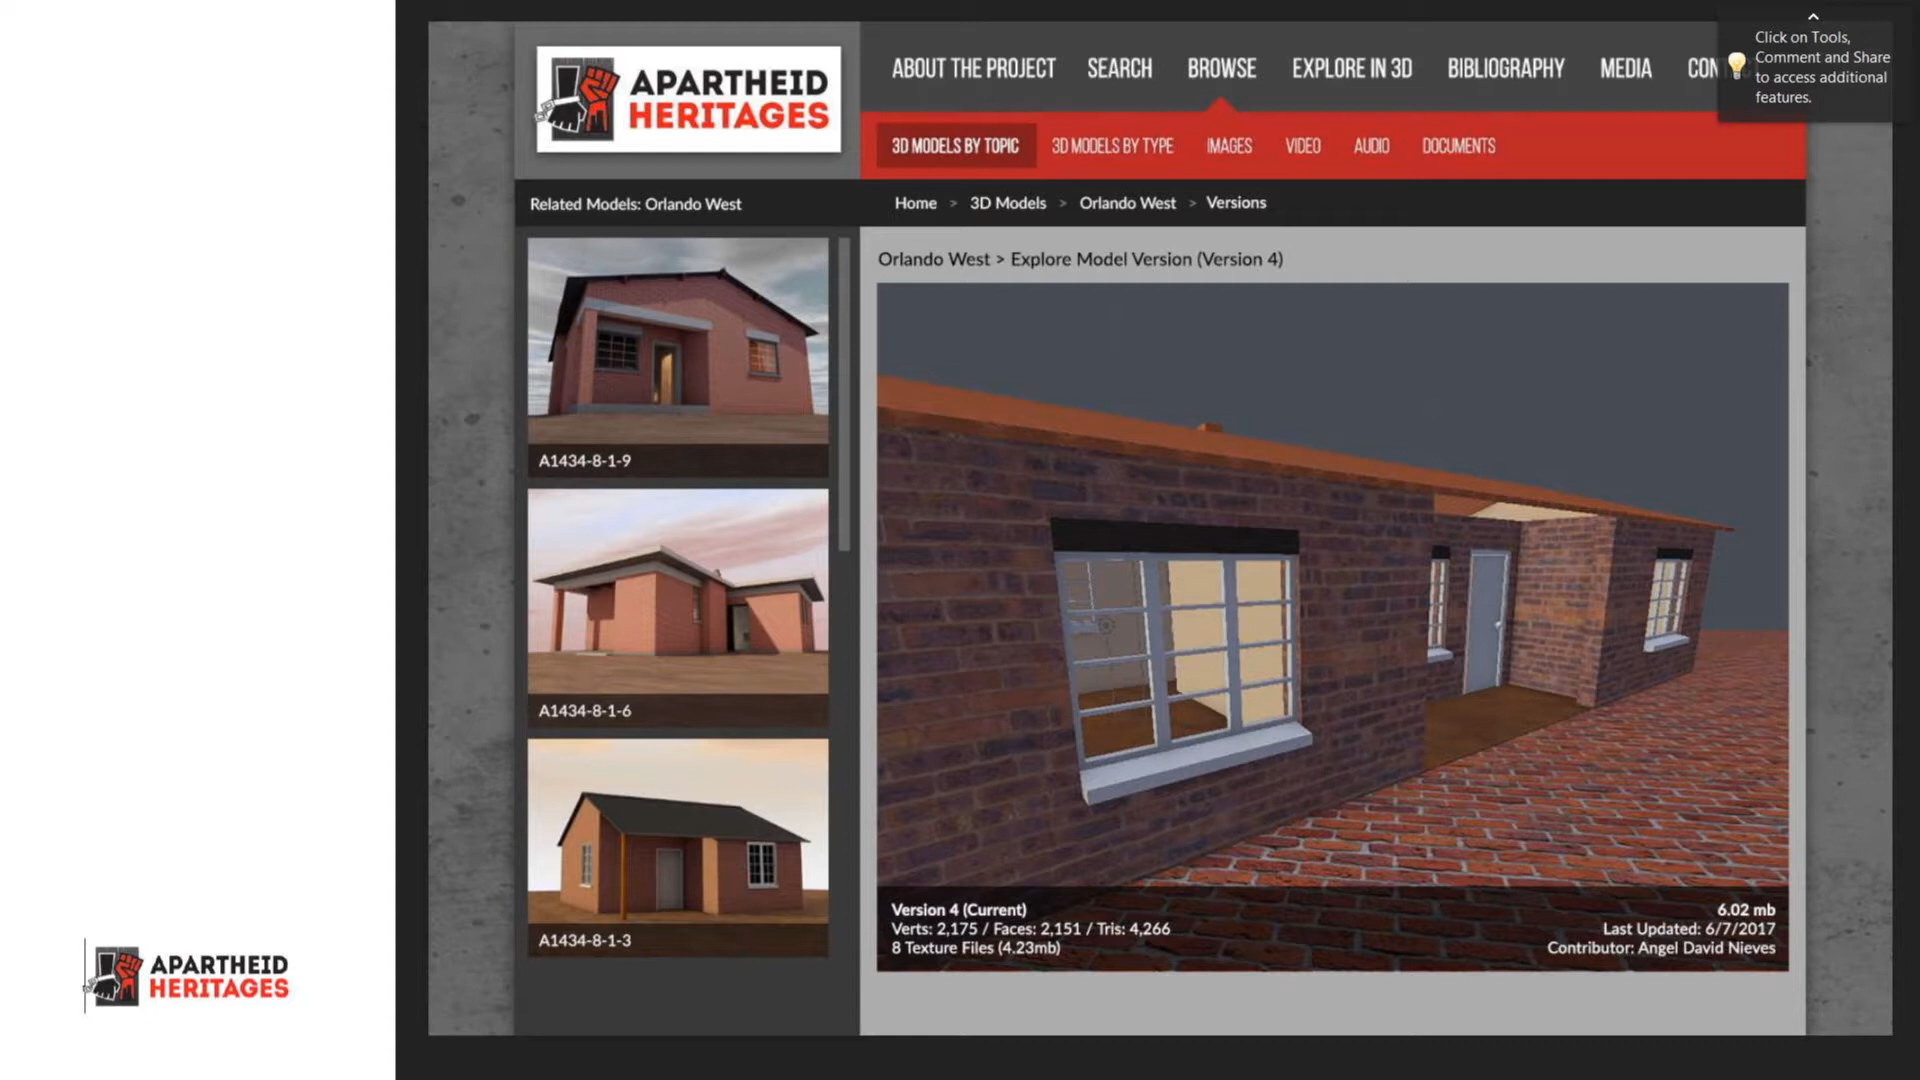 APARTHEID
HERITAGES
ABOUT THE PROJECT
SEARCH
BROWSE
EXPLORE IN 3D
BIBLIOGRAPHY
MEDIA
Click on Tools,
Comment and Share
to access additional
features.
3D MODELS BY TOPIC
3D MODELS BY TYPE
IMAGES
VIDEO
AUDIO
DOCUMENTS
Related Models: Orlando West
Home > 3D Models > Orlando West > Versions
Orlando West > Explore Model Version (Version 4)
A1434-8-1-9
A1434-8-1-6
A1434-8-1-3
Version 4 (Current)
Verts: 2,175 / Faces: 2,151 / Tris: 4,266
8 Texture Files (4.23mb)
6.02 mb
Last Updated: 6/7/2017
Contributor: Angel David Nieves
APARTHEID
HERITAGES